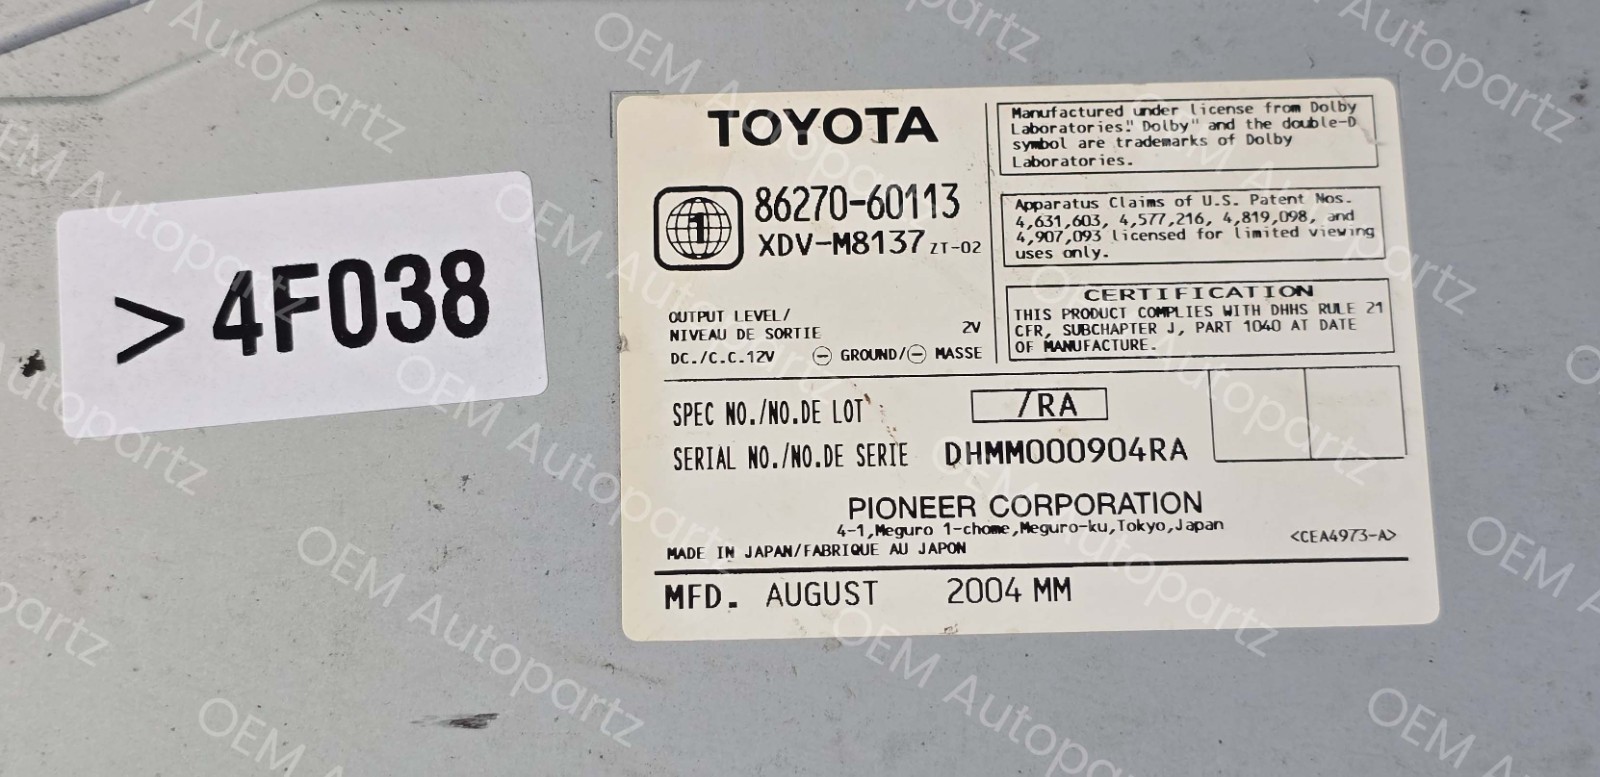 >4F038
TOYOTA
1
86270-60113
XDV-M8137 ZT-02
OUTPUT LEVEL/
NIVEAU DE SORTIE 2V
DC./C.C.12V ⊖ GROUND/⊖ MASSE
Manufactured under license from Dolby
Laboratories." Dolby" and the double-D
symbol are trademarks of Dolby
Laboratories.
Apparatus Claims of U.S. Patent Nos.
4,631,603, 4,577,216, 4,819,098, and
4,907,093 licensed for limited viewing
uses only.
CERTIFICATION
THIS PRODUCT COMPLIES WITH DHHS RULE 21
CFR, SUBCHAPTER J, PART 1040 AT DATE
OF MANUFACTURE.
SPEC NO./NO.DE LOT /RA
SERIAL NO./NO.DE SERIE DHMM000904RA
PIONEER CORPORATION
4-1,Meguro 1-chome,Meguro-ku,Tokyo,Japan
<CEA4973-A>
MADE IN JAPAN/FABRIQUE AU JAPON
MFD. AUGUST 2004 MM
OEM Autopartz